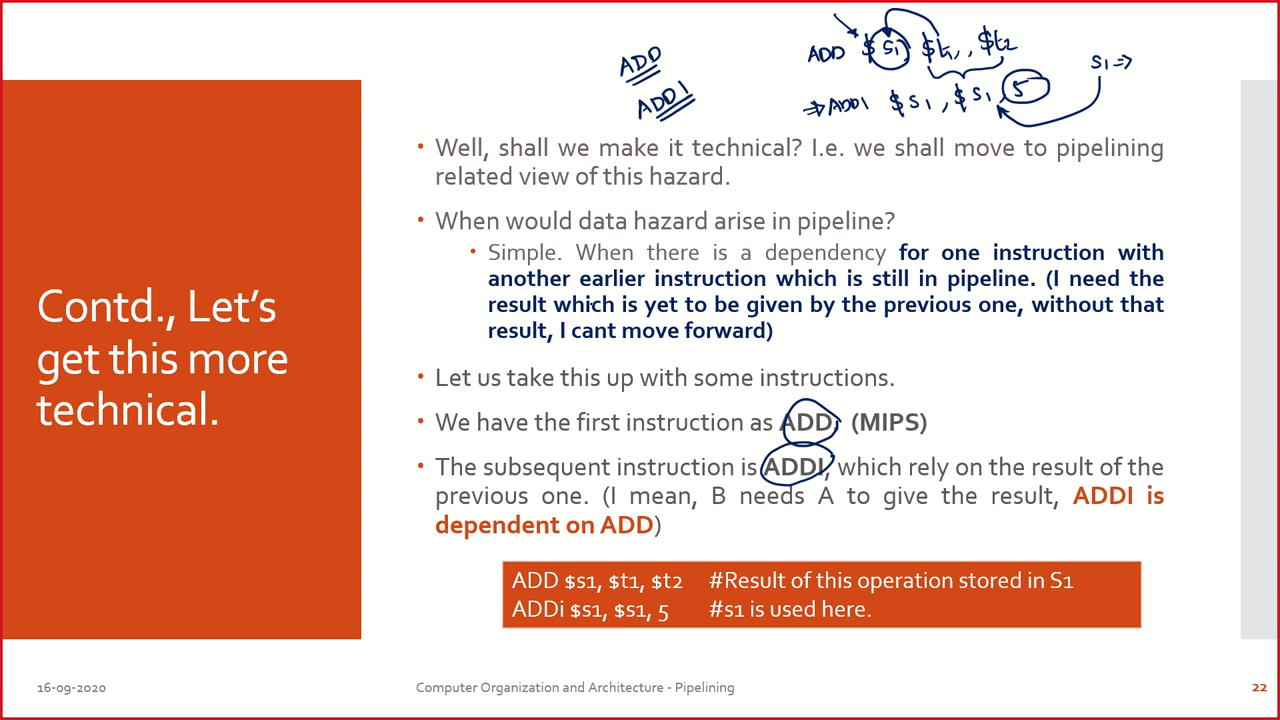 ADD $s1 $t1, $t2
ADD
S1 ⇒
ADDI
⇒ ADDI $s1, $s1, 5
• Well, shall we make it technical? I.e. we shall move to pipelining
related view of this hazard.
• When would data hazard arise in pipeline?
• Simple. When there is a dependency for one instruction with
another earlier instruction which is still in pipeline. (I need the
result which is yet to be given by the previous one, without that
result, I cant move forward)
Contd., Let's
get this more
technical.
• Let us take this up with some instructions.
• We have the first instruction as ADD. (MIPS)
• The subsequent instruction is ADDI, which rely on the result of the
previous one. (I mean, B needs A to give the result, ADDI is
dependent on ADD)
ADD $s1, $t1, $t2 #Result of this operation stored in S1
ADDi $s1, $s1, 5 #s1 is used here.
16-09-2020 Computer Organization and Architecture - Pipelining 22